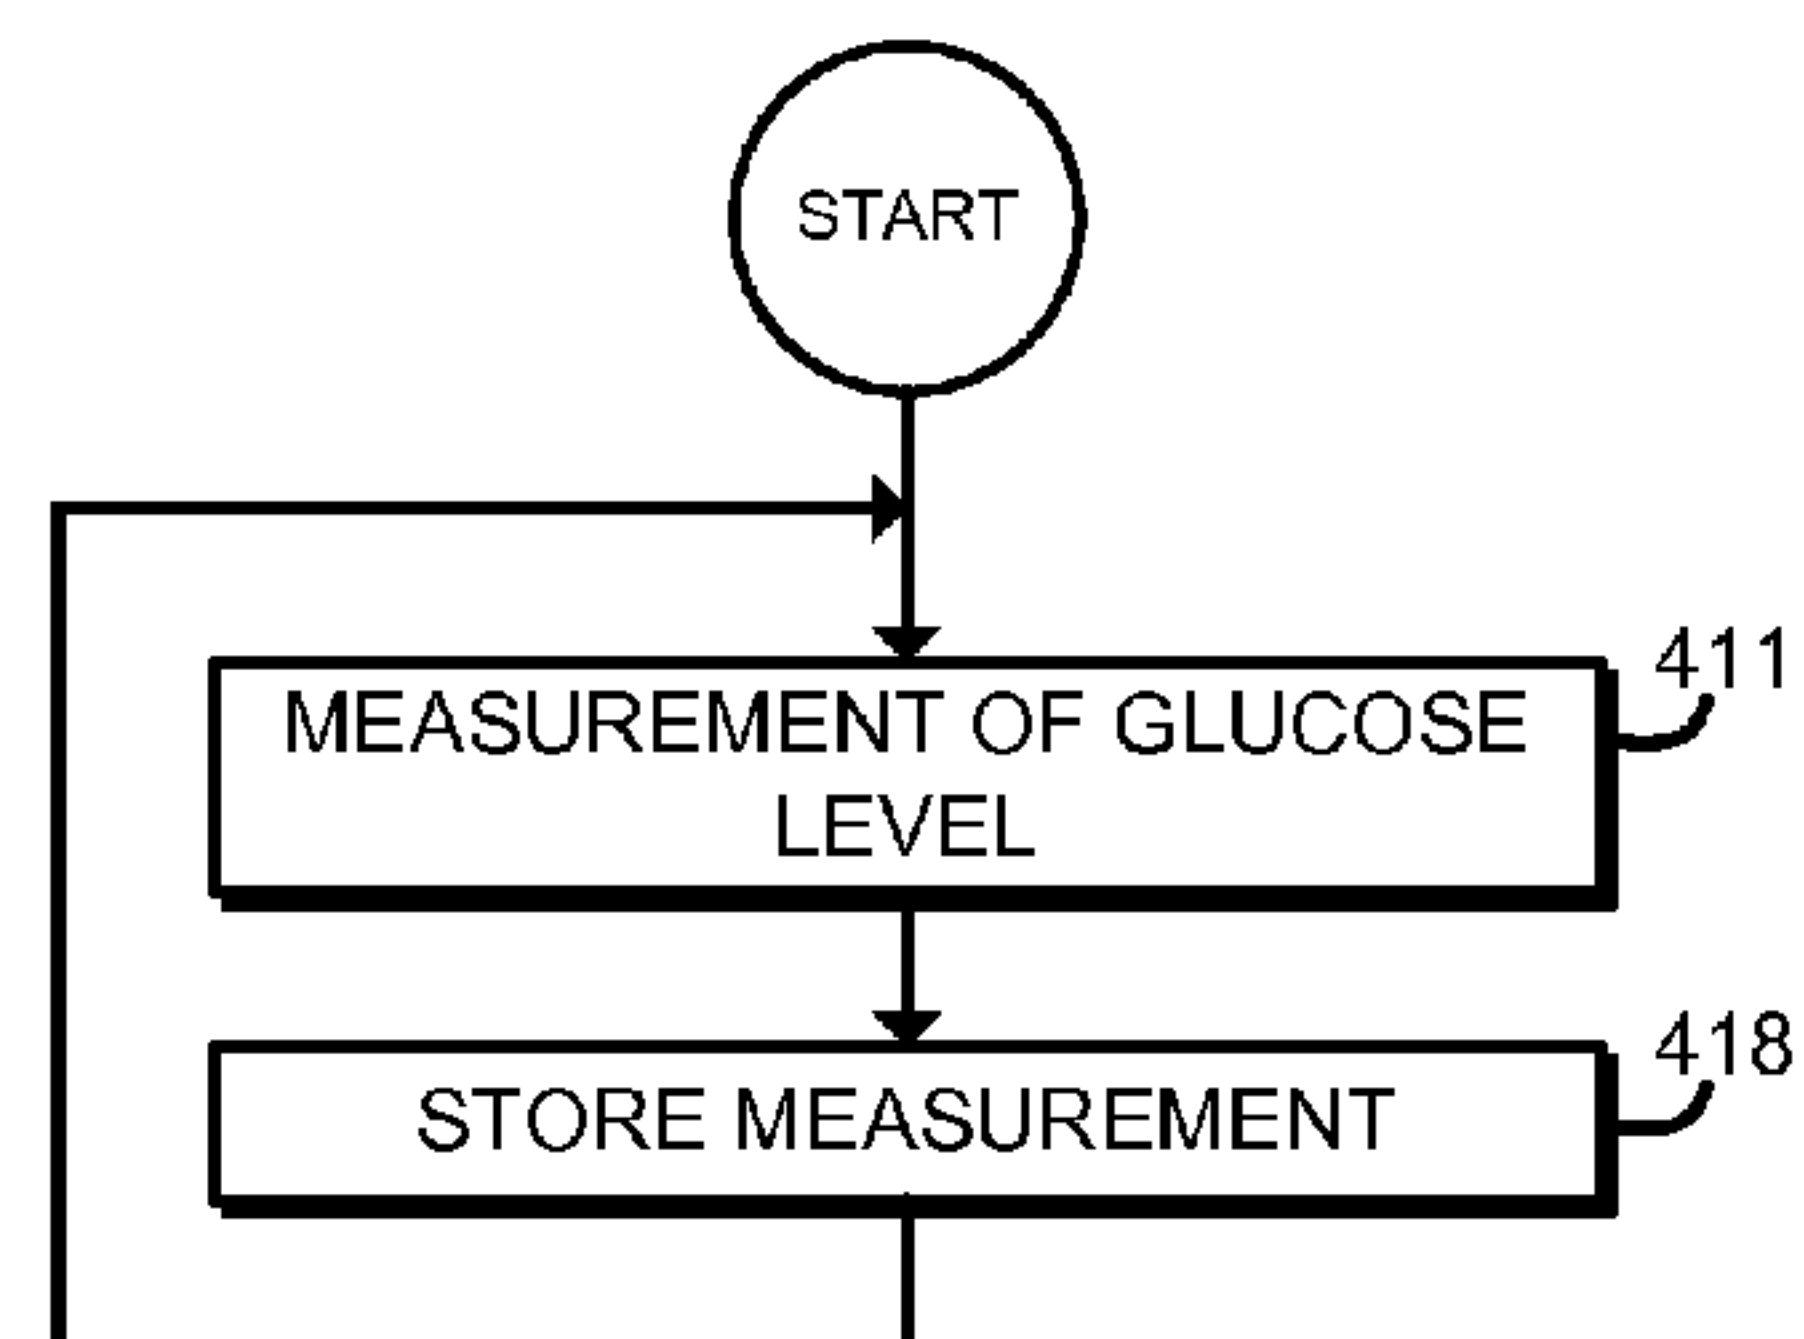 START
411
MEASUREMENT OF GLUCOSE
LEVEL
418
STORE MEASUREMENT